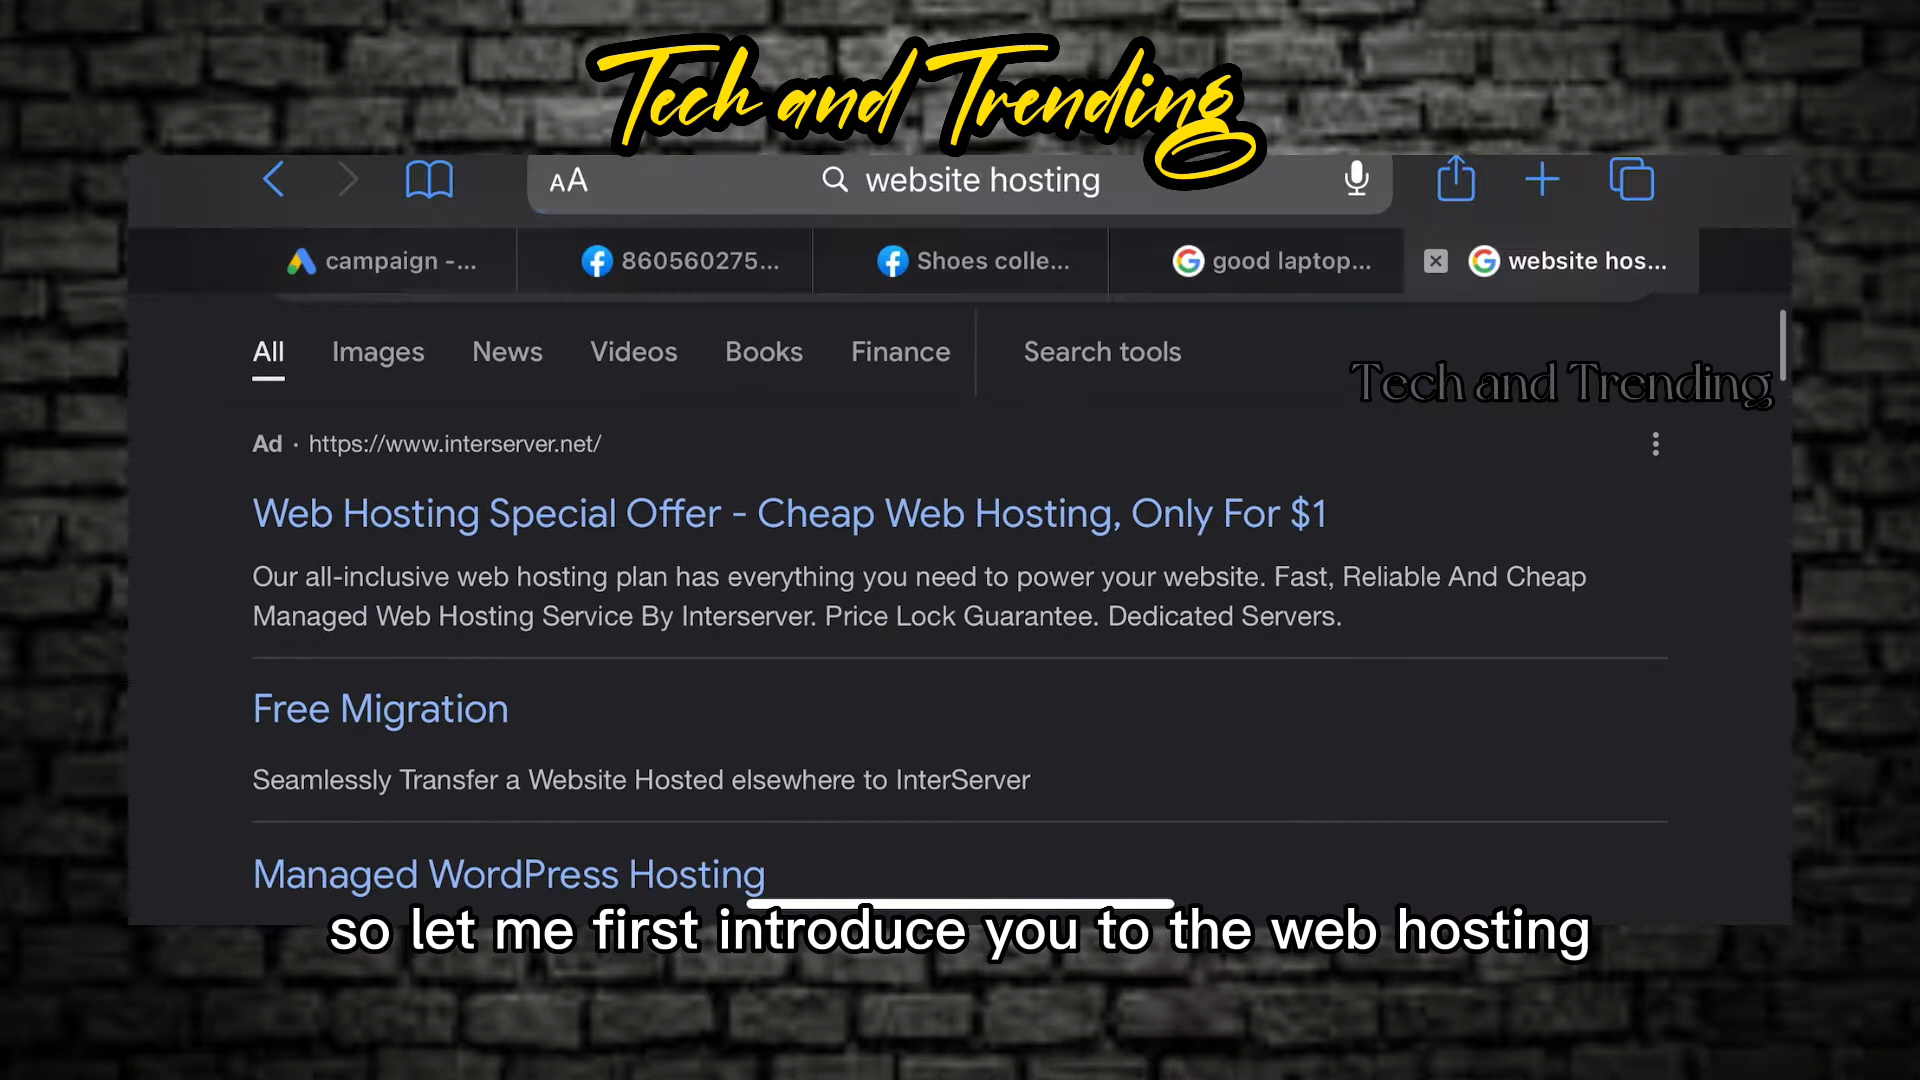 Tech and Trending
AA website hosting
campaign -... 860560275... Shoes colle... good laptop... website hos...
All Images News Videos Books Finance Search tools
Tech and Trending
Ad · https://www.interserver.net/
Web Hosting Special Offer - Cheap Web Hosting, Only For $1
Our all-inclusive web hosting plan has everything you need to power your website. Fast, Reliable And Cheap
Managed Web Hosting Service By Interserver. Price Lock Guarantee. Dedicated Servers.
Free Migration
Seamlessly Transfer a Website Hosted elsewhere to InterServer
Managed WordPress Hosting
so let me first introduce you to the web hosting